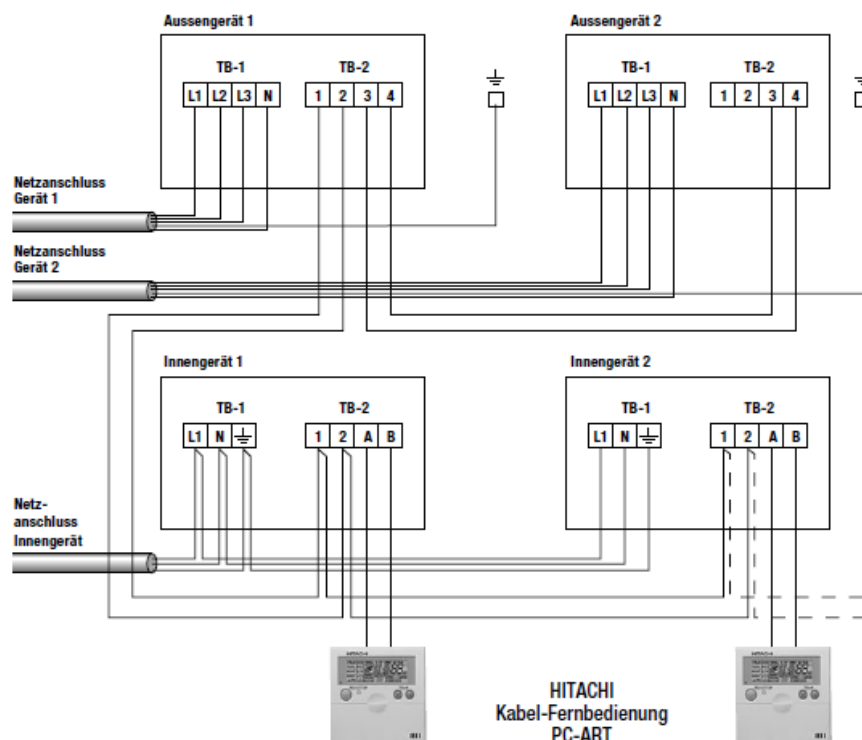 Aussengerät 1
Aussengerät 2
TB-1
TB-2
TB-1
TB-2
L1 L2 L3 N
1 2 3 4
L1 L2 L3 N
1 2 3 4
Netzanschluss
Gerät 1
Netzanschluss
Gerät 2
Innengerät 1
Innengerät 2
TB-1
TB-2
TB-1
TB-2
L1 N
1 2 A B
L1 N
1 2 A B
Netz-
anschluss
Innengerät
HITACHI
HITACHI
HITACHI
Kabel-Fernbedienung
PC-ART